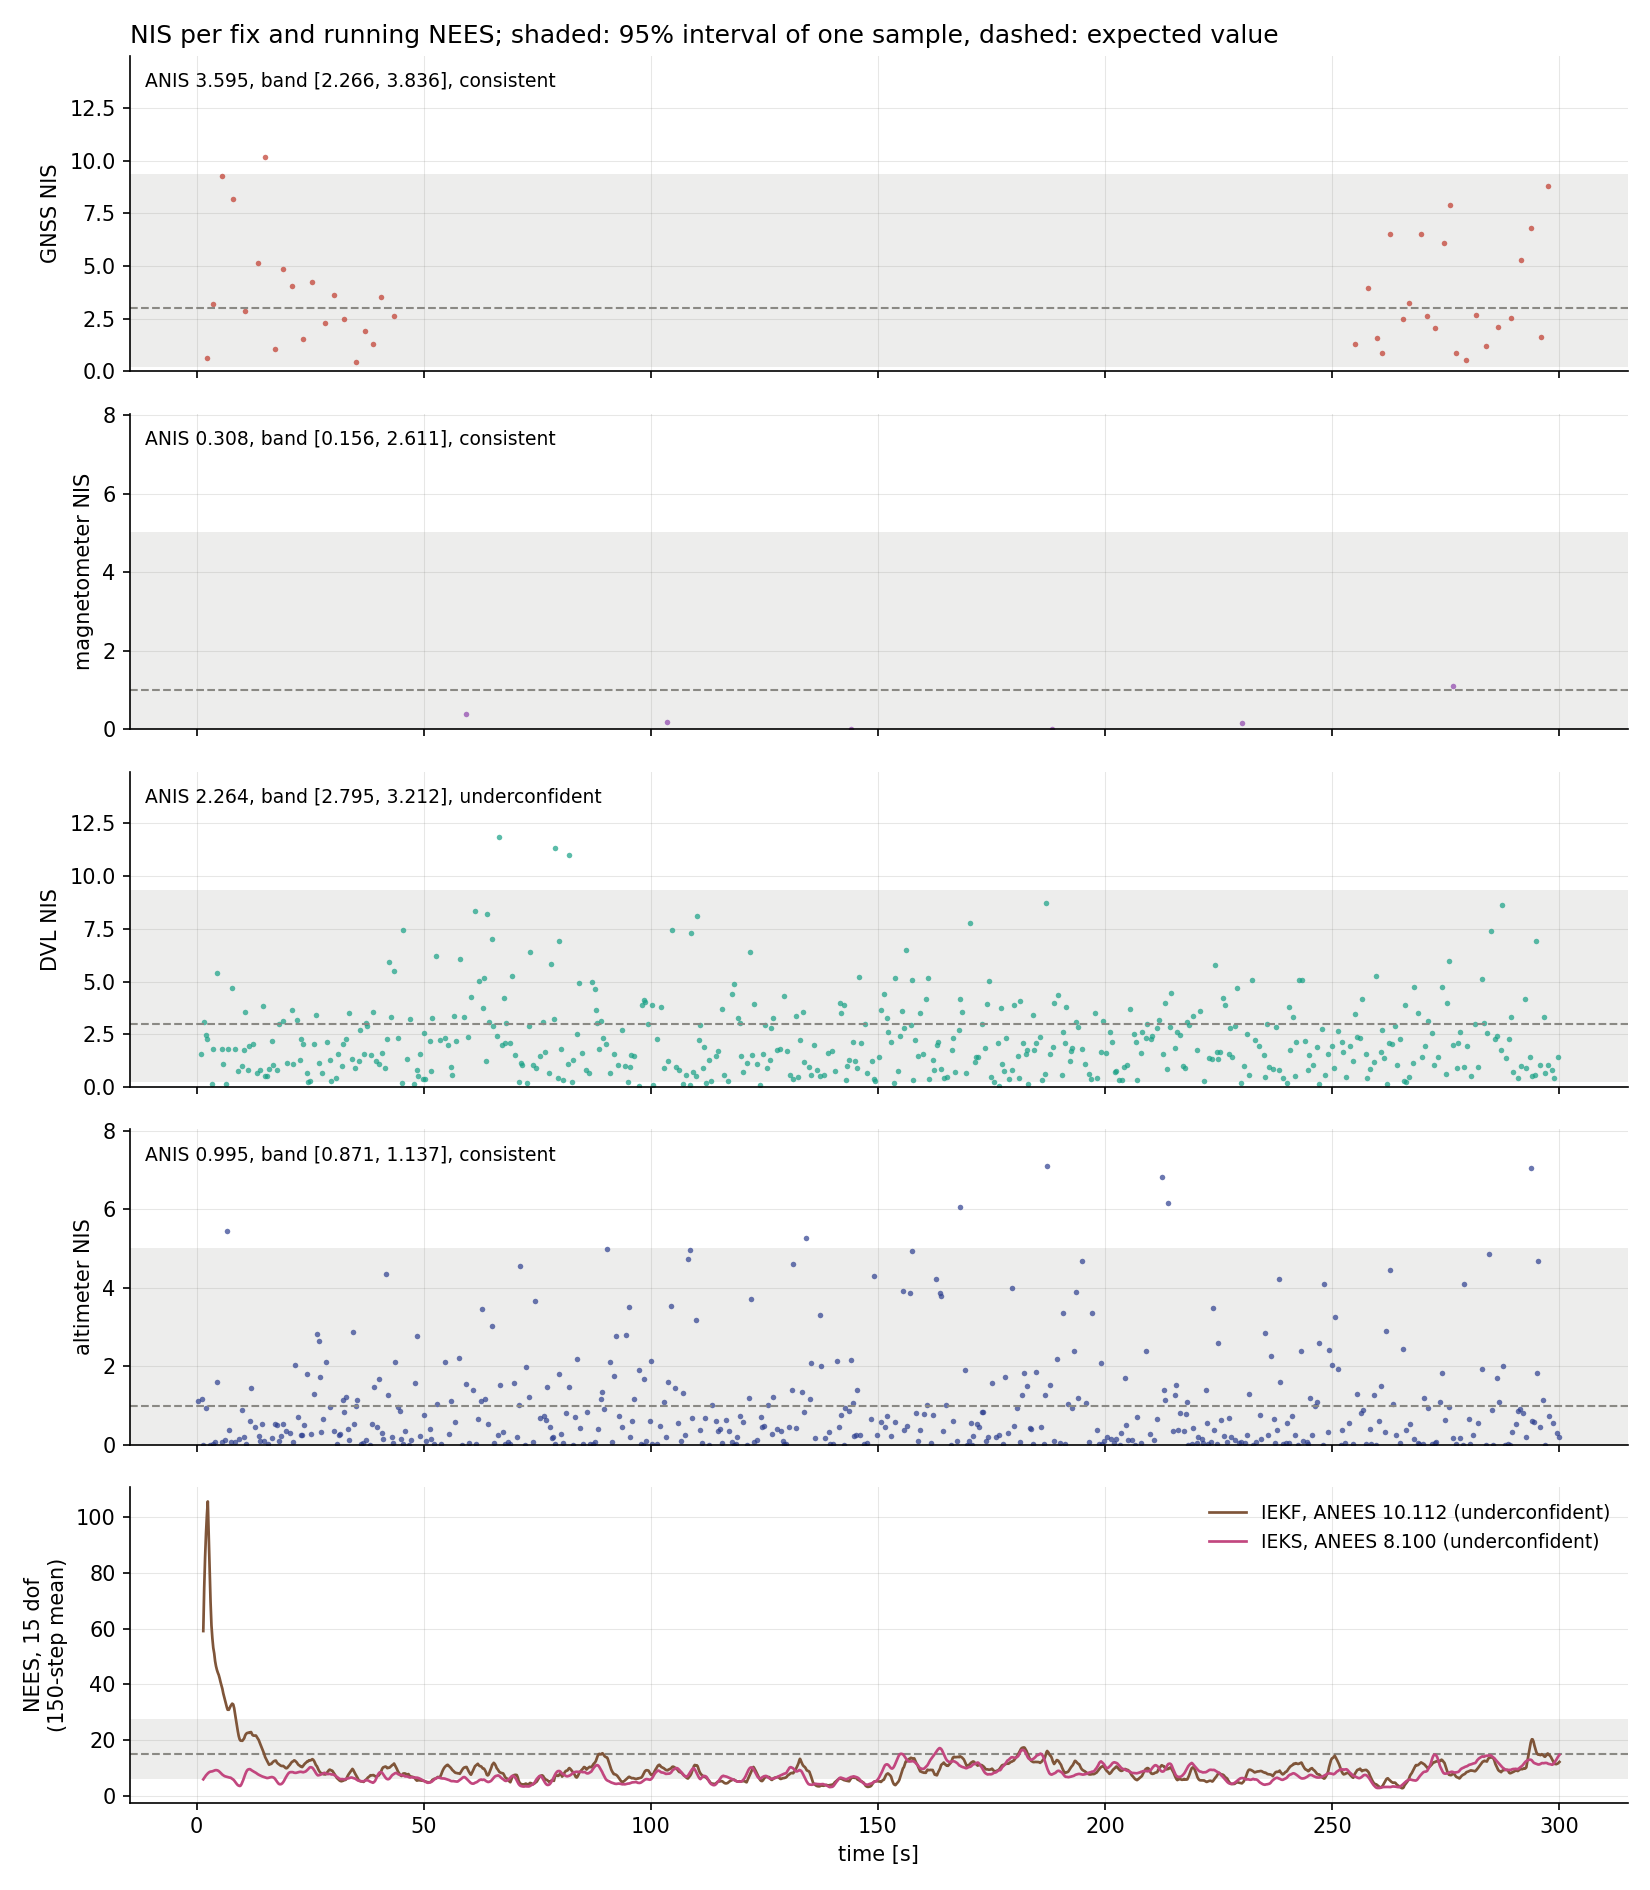 NIS per fix and running NEES; shaded: 95% interval of one sample, dashed: expected value
ANIS 3.595, band [2.266, 3.836], consistent
GNSS NIS
12.5
10.0
7.5
5.0
2.5
0.0
ANIS 0.308, band [0.156, 2.611], consistent
magnetometer NIS
8
6
4
2
0
ANIS 2.264, band [2.795, 3.212], underconfident
DVL NIS
12.5
10.0
7.5
5.0
2.5
0.0
ANIS 0.995, band [0.871, 1.137], consistent
altimeter NIS
8
6
4
2
0
IEKF, ANEES 10.112 (underconfident)
IEKS, ANEES 8.100 (underconfident)
NEES, 15 dof
(150-step mean)
100
80
60
40
20
0
0 50 100 150 200 250 300
time [s]